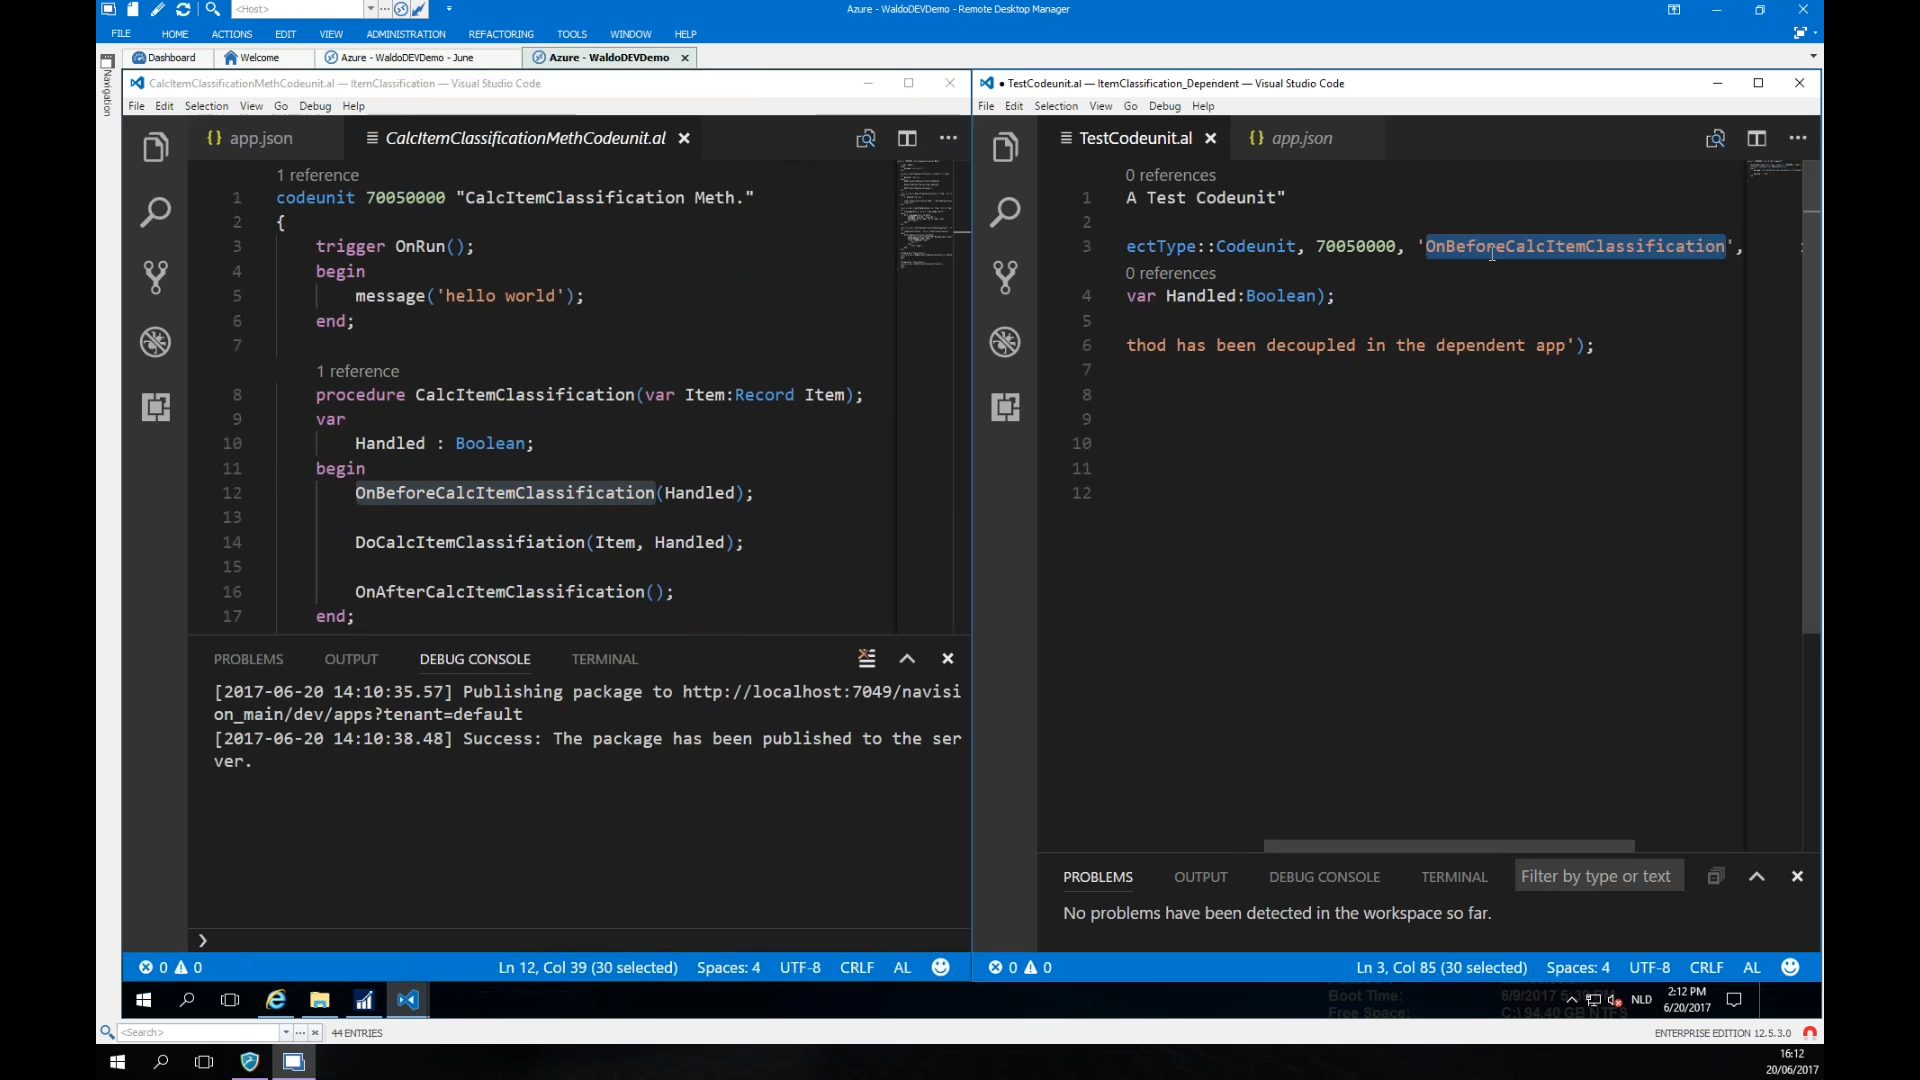 <Host>
Azure - WaldoDEVDemo - Remote Desktop Manager
FILE HOME ACTIONS EDIT VIEW ADMINISTRATION REFACTORING TOOLS WINDOW HELP
Dashboard Welcome Azure - WaldoDEVDemo - June Azure - WaldoDEVDemo
Navigation
CalcItemClassificationMethCodeunit.al — ItemClassification — Visual Studio Code
File Edit Selection View Go Debug Help
{} app.json CalcItemClassificationMethCodeunit.al
1 reference
1 codeunit 70050000 "CalcItemClassification Meth."
2 {
3 trigger OnRun();
4 begin
5 message('hello world');
6 end;
7
1 reference
8 procedure CalcItemClassification(var Item:Record Item);
9 var
10 Handled : Boolean;
11 begin
12 OnBeforeCalcItemClassification(Handled);
13
14 DoCalcItemClassifiation(Item, Handled);
15
16 OnAfterCalcItemClassification();
17 end;
PROBLEMS OUTPUT DEBUG CONSOLE TERMINAL
[2017-06-20 14:10:35.57] Publishing package to http://localhost:7049/navisi
on_main/dev/apps?tenant=default
[2017-06-20 14:10:38.48] Success: The package has been published to the ser
ver.
0 0 Ln 12, Col 39 (30 selected) Spaces: 4 UTF-8 CRLF AL
● TestCodeunit.al — ItemClassification_Dependent — Visual Studio Code
File Edit Selection View Go Debug Help
TestCodeunit.al {} app.json
0 references
1 A Test Codeunit"
2
3 ectType::Codeunit, 70050000, 'OnBeforeCalcItemClassification',
0 references
4 var Handled:Boolean);
5
6 thod has been decoupled in the dependent app');
7
8
9
10
11
12
PROBLEMS OUTPUT DEBUG CONSOLE TERMINAL Filter by type or text
No problems have been detected in the workspace so far.
0 0 Ln 3, Col 85 (30 selected) Spaces: 4 UTF-8 CRLF AL
Boot Time:
Free Space:
NLD
2:12 PM
6/20/2017
<Search> 44 ENTRIES
ENTERPRISE EDITION 12.5.3.0
16:12
20/06/2017